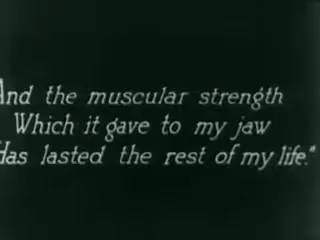 And the muscular strength
Which it gave to my jaw
Has lasted the rest of my life."